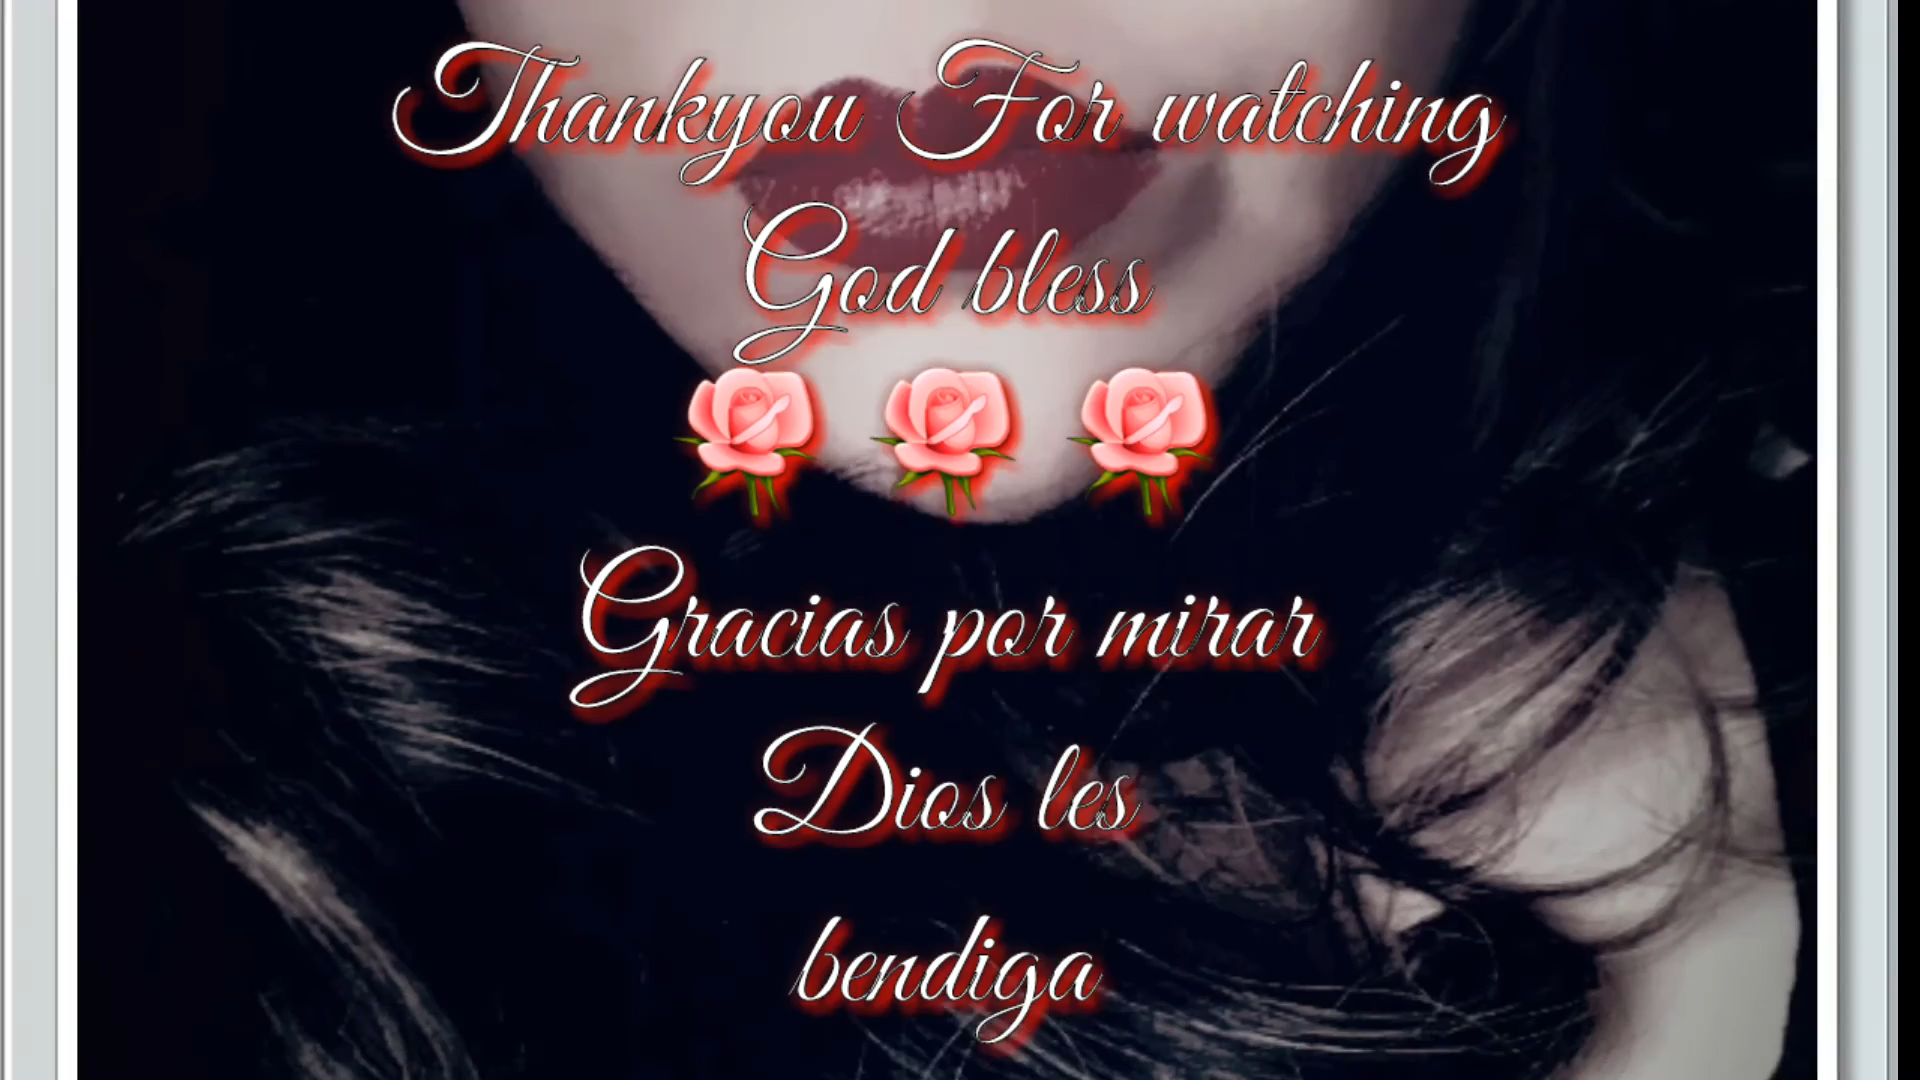 Thankyou For watching
God bless
🌹 🌹 🌹
Gracias por mirar
Dios les
bendiga